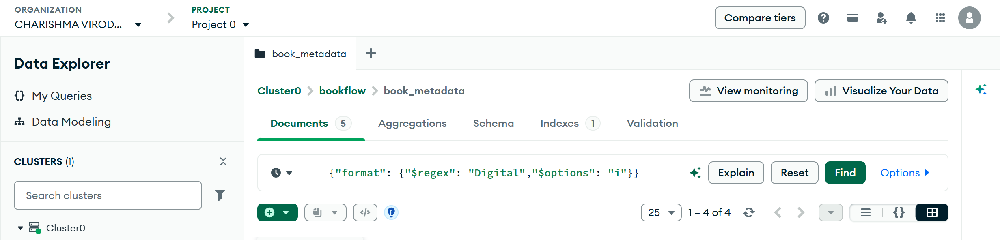 ORGANIZATION
CHARISHMA VIROD...
PROJECT
Project 0
Compare tiers
Data Explorer
My Queries
Data Modeling
CLUSTERS (1)
Search clusters
Cluster0
book_metadata
Cluster0 bookflow book_metadata
View monitoring
Visualize Your Data
Documents 5
Aggregations
Schema
Indexes 1
Validation
{"format": {"$regex": "Digital","$options": "i"}}
Explain
Reset
Find
Options
25
1 – 4 of 4